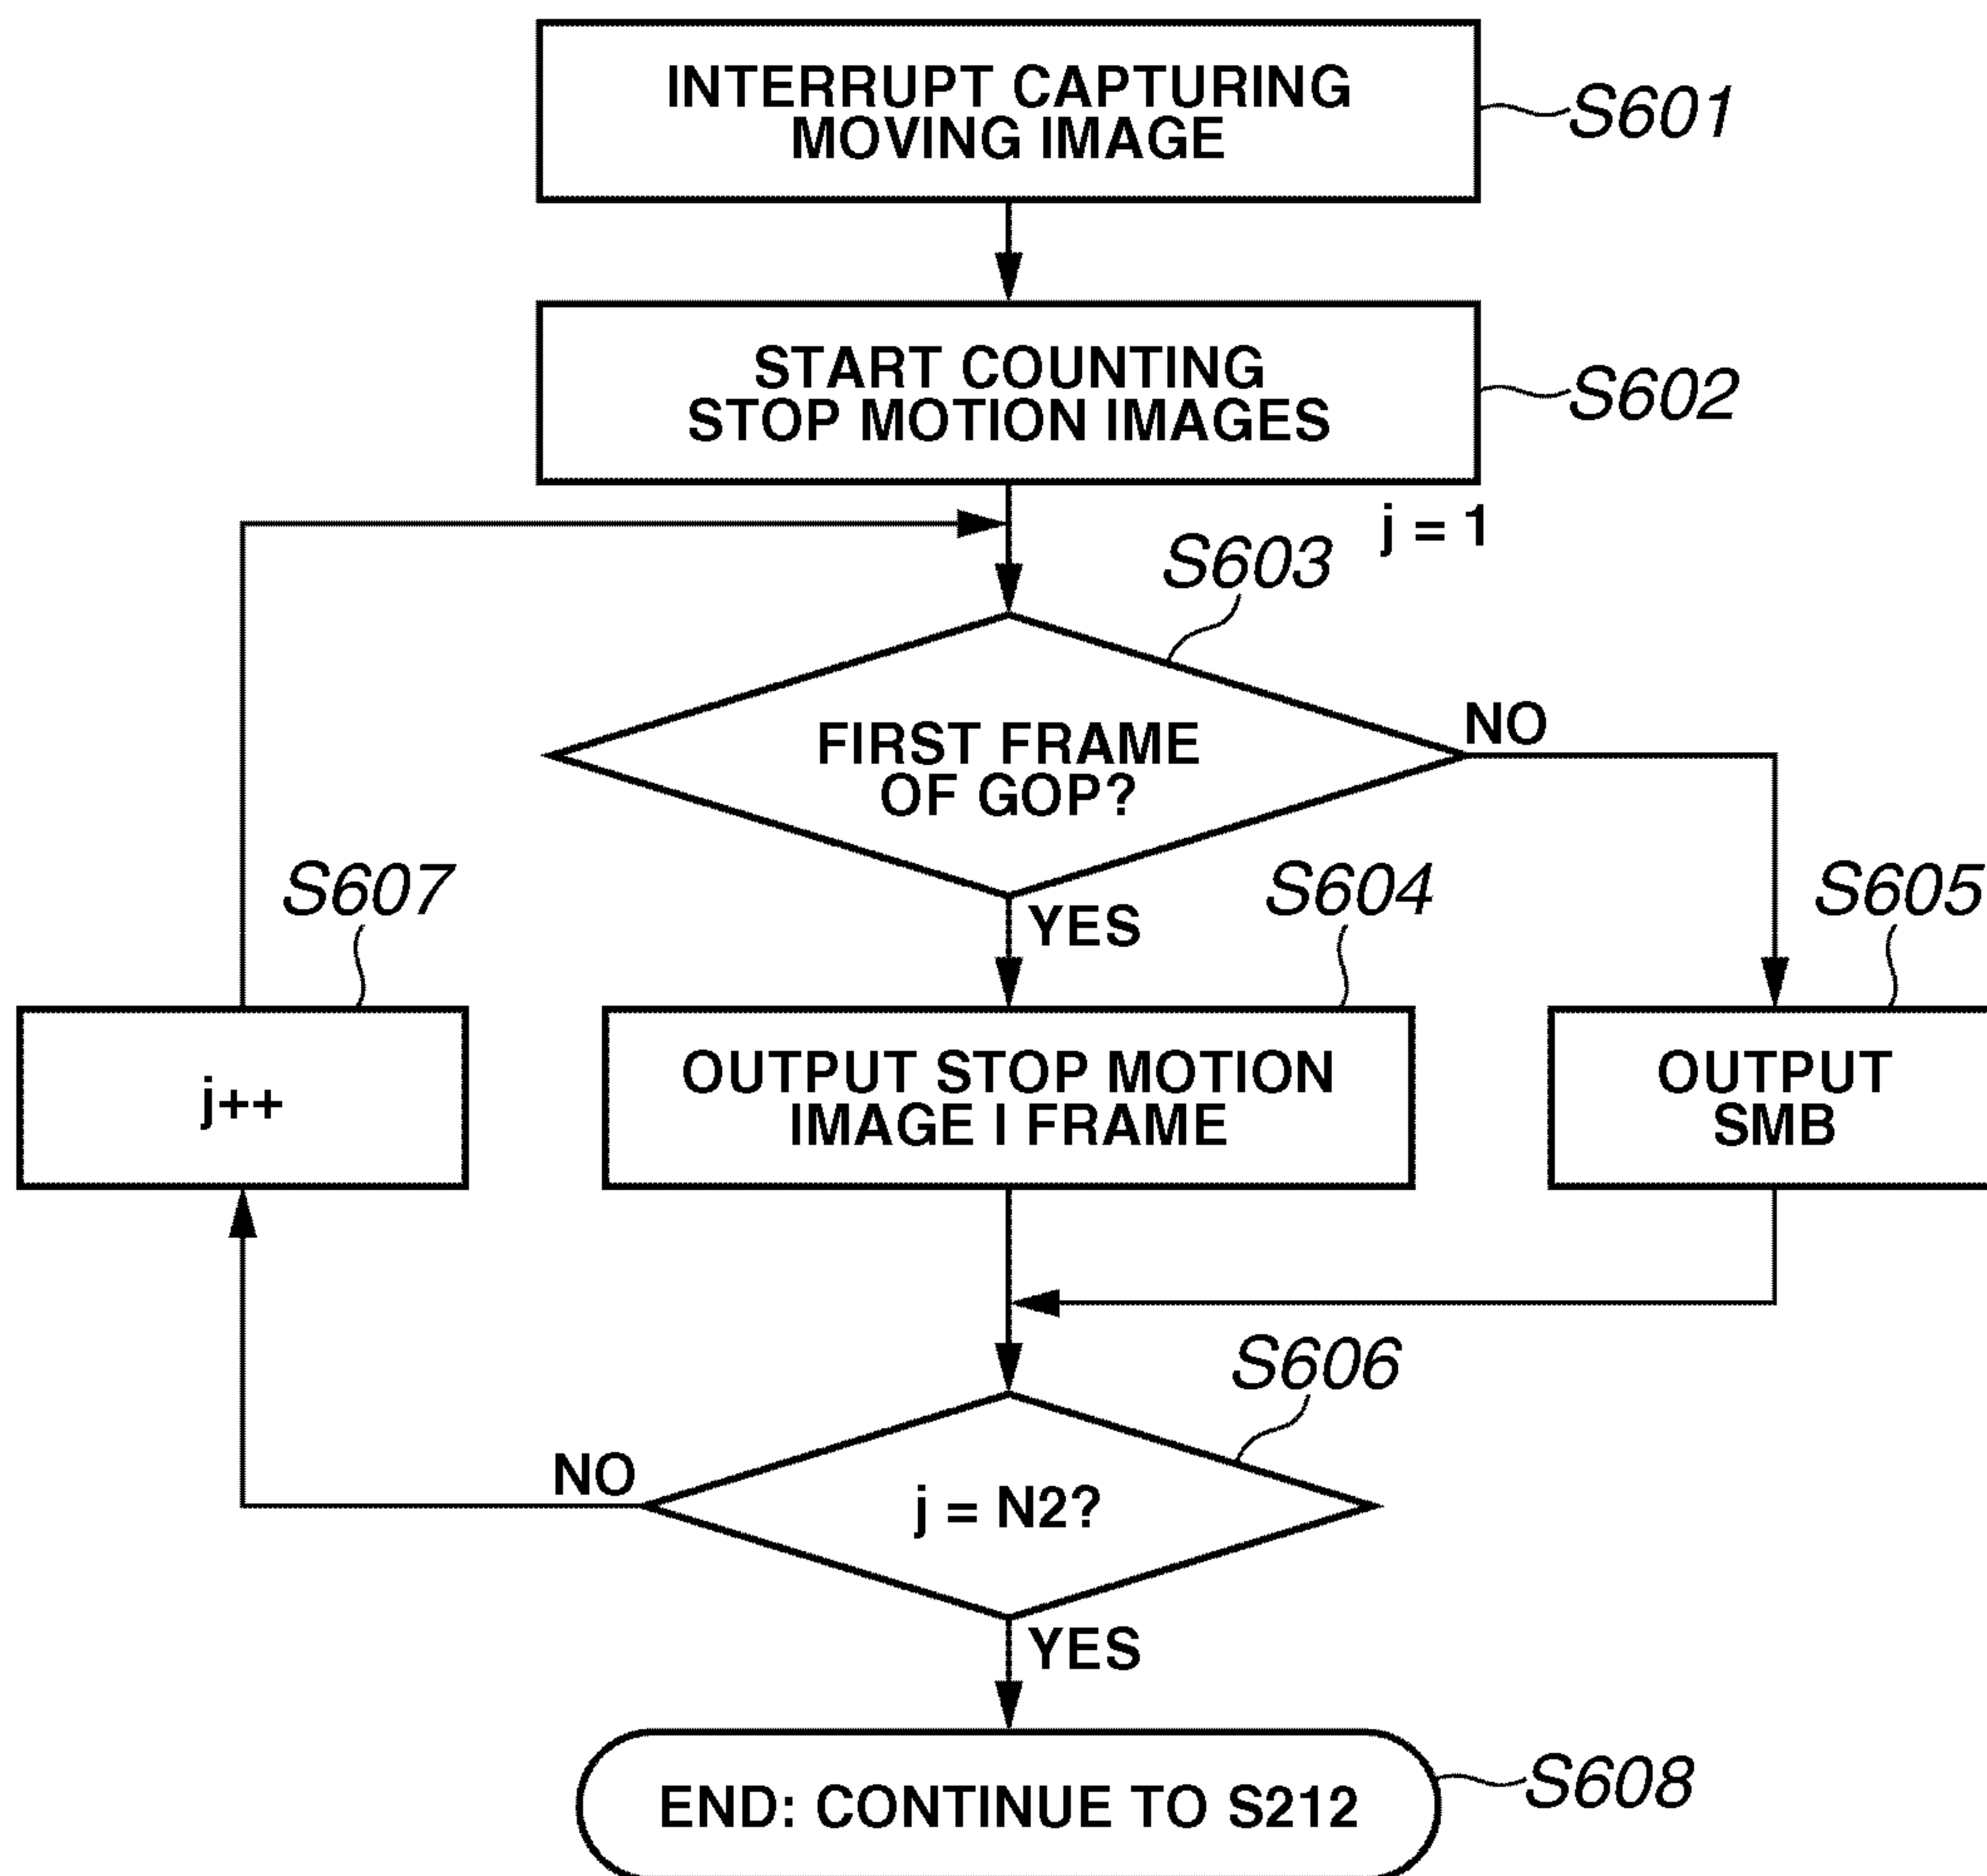 INTERRUPT CAPTURING
MOVING IMAGE
S601
START COUNTING
STOP MOTION IMAGES
S602
j = 1
S603
FIRST FRAME
OF GOP?
NO
YES
S607
S604
S605
j++
OUTPUT STOP MOTION
IMAGE I FRAME
OUTPUT
SMB
S606
NO
j = N2?
YES
END: CONTINUE TO S212
S608